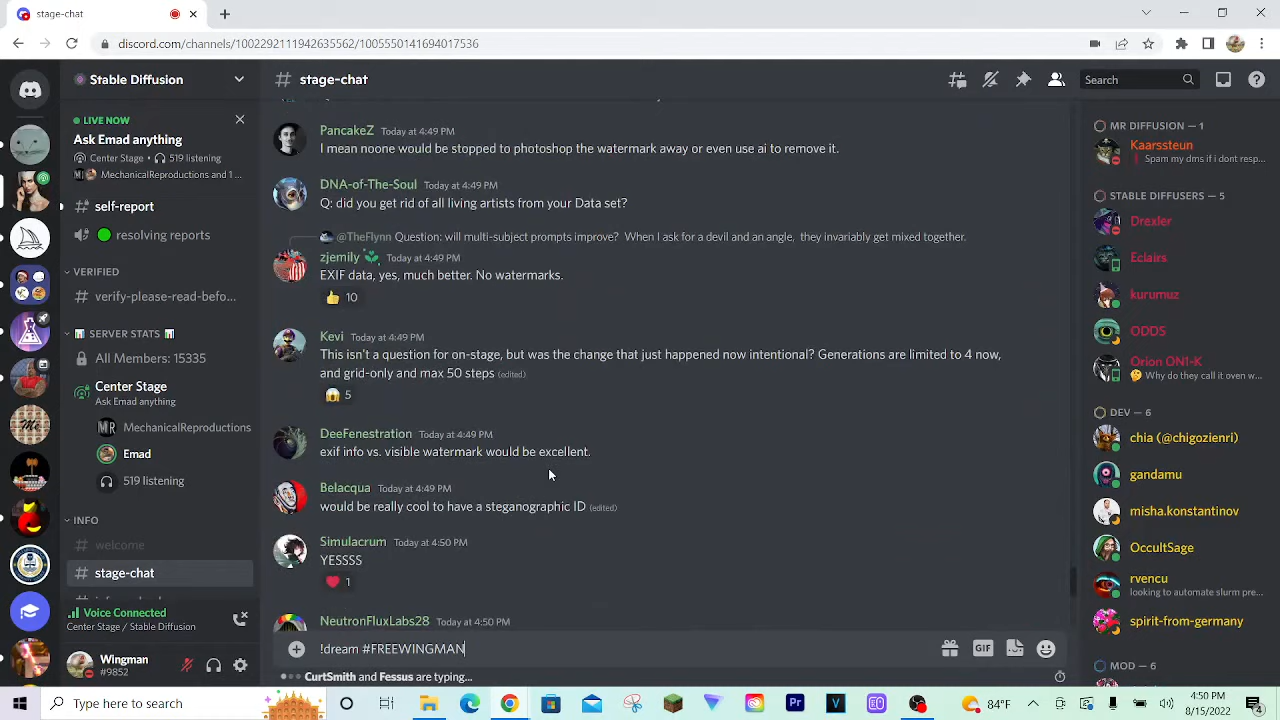 stage-chat
discord.com/channels/1002292111942635562/1005550141694017536
Stable Diffusion
stage-chat
Search
LIVE NOW
Ask Emad anything
Center Stage • 519 listening
MechanicalReproductions and 1 ...
self-report
resolving reports
VERIFIED
verify-please-read-befo...
SERVER STATS
All Members: 15335
Center Stage
Ask Emad anything
MR
MechanicalReproductions
Emad
519 listening
INFO
welcome
stage-chat
Voice Connected
Center Stage / Stable Diffusion
Wingman
#9852
PancakeZ Today at 4:49 PM
I mean noone would be stopped to photoshop the watermark away or even use ai to remove it.
DNA-of-The-Soul Today at 4:49 PM
Q: did you get rid of all living artists from your Data set?
@TheFlynn Question: will multi-subject prompts improve? When I ask for a devil and an angle, they invariably get mixed together.
zjemily Today at 4:49 PM
EXIF data, yes, much better. No watermarks.
10
Kevi Today at 4:49 PM
This isn't a question for on stage, but was the change that just happened now intentional? Generations are limited to 4 now,
and grid-only and max 50 steps (edited)
5
DeeFenestration Today at 4:49 PM
exif info vs. visible watermark would be excellent.
Belacqua Today at 4:49 PM
would be really cool to have a steganographic ID (edited)
Simulacrum Today at 4:50 PM
YESSSS
1
NeutronFluxLabs28 Today at 4:50 PM
!dream #FREEWINGMAN
GIF
CurtSmith and Fessus are typing...
MR DIFFUSION — 1
Kaarssteun
Spam my dms if i dont resp...
STABLE DIFFUSERS — 5
Drexler
Eclairs
kurumuz
ODDS
Orion ON1-K
Why do they call it oven w...
DEV — 6
chia (@chigozienri)
gandamu
misha.konstantinov
OccultSage
rvencu
looking to automate slurm pre...
spirit-from-germany
MOD — 6
Type here to search
Pr
V
84°F
4:50 PM
8/15/2022
4